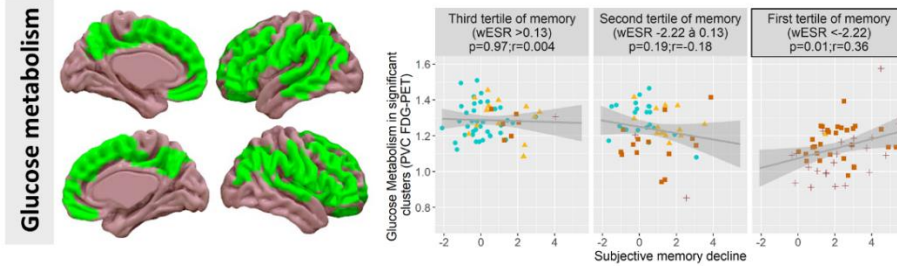 Glucose metabolism
Third tertile of memory
(wESR >0.13)
p=0.97;r=0.004
Second tertile of memory
(wESR -2.22 à 0.13)
p=0.19;r=-0.18
First tertile of memory
(wESR <-2.22)
p=0.01;r=0.36
Glucose Metabolism in significant
clusters (PVC FDG-PET)
1.6
1.4
1.2
1.0
0.8
-2 0 2 4
-2 0 2 4
-2 0 2 4
Subjective memory decline